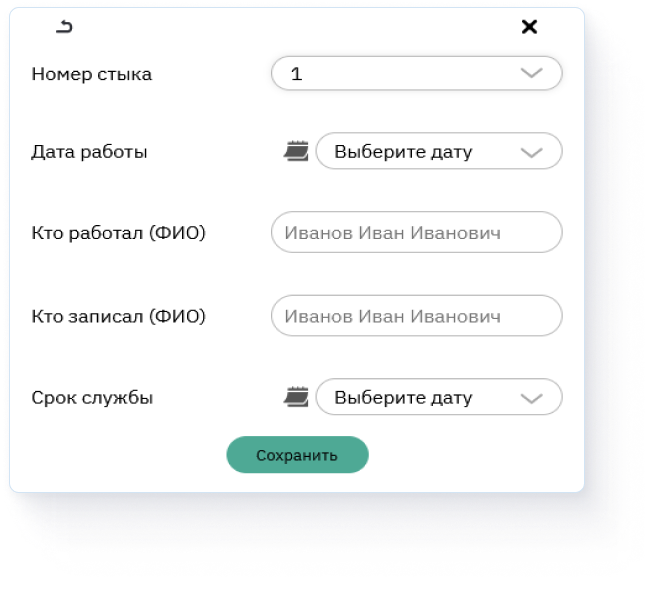 Номер стыка 1
Дата работы Выберите дату
Кто работал (ФИО) Иванов Иван Иванович
Кто записал (ФИО) Иванов Иван Иванович
Срок службы Выберите дату
Сохранить